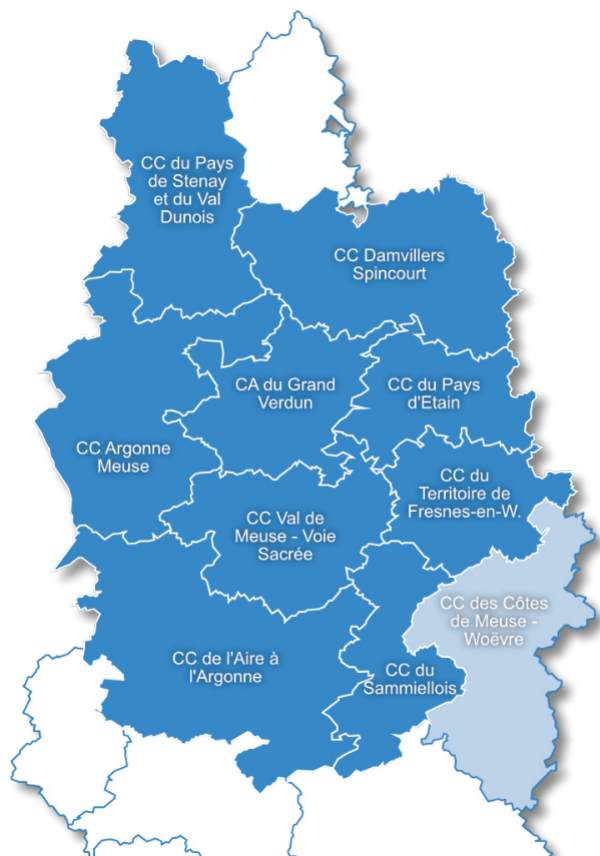 CC du Pays
de Stenay
et du Val
Dunois
CC Damvillers
Spincourt
CA du Grand
Verdun
CC du Pays
d'Etain
CC Argonne
Meuse
CC du
Territoire de
Fresnes-en-W.
CC Val de
Meuse - Voie
Sacrée
CC des Côtes
de Meuse -
Woëvre
CC de l'Aire à
l'Argonne
CC du
Sammiellois